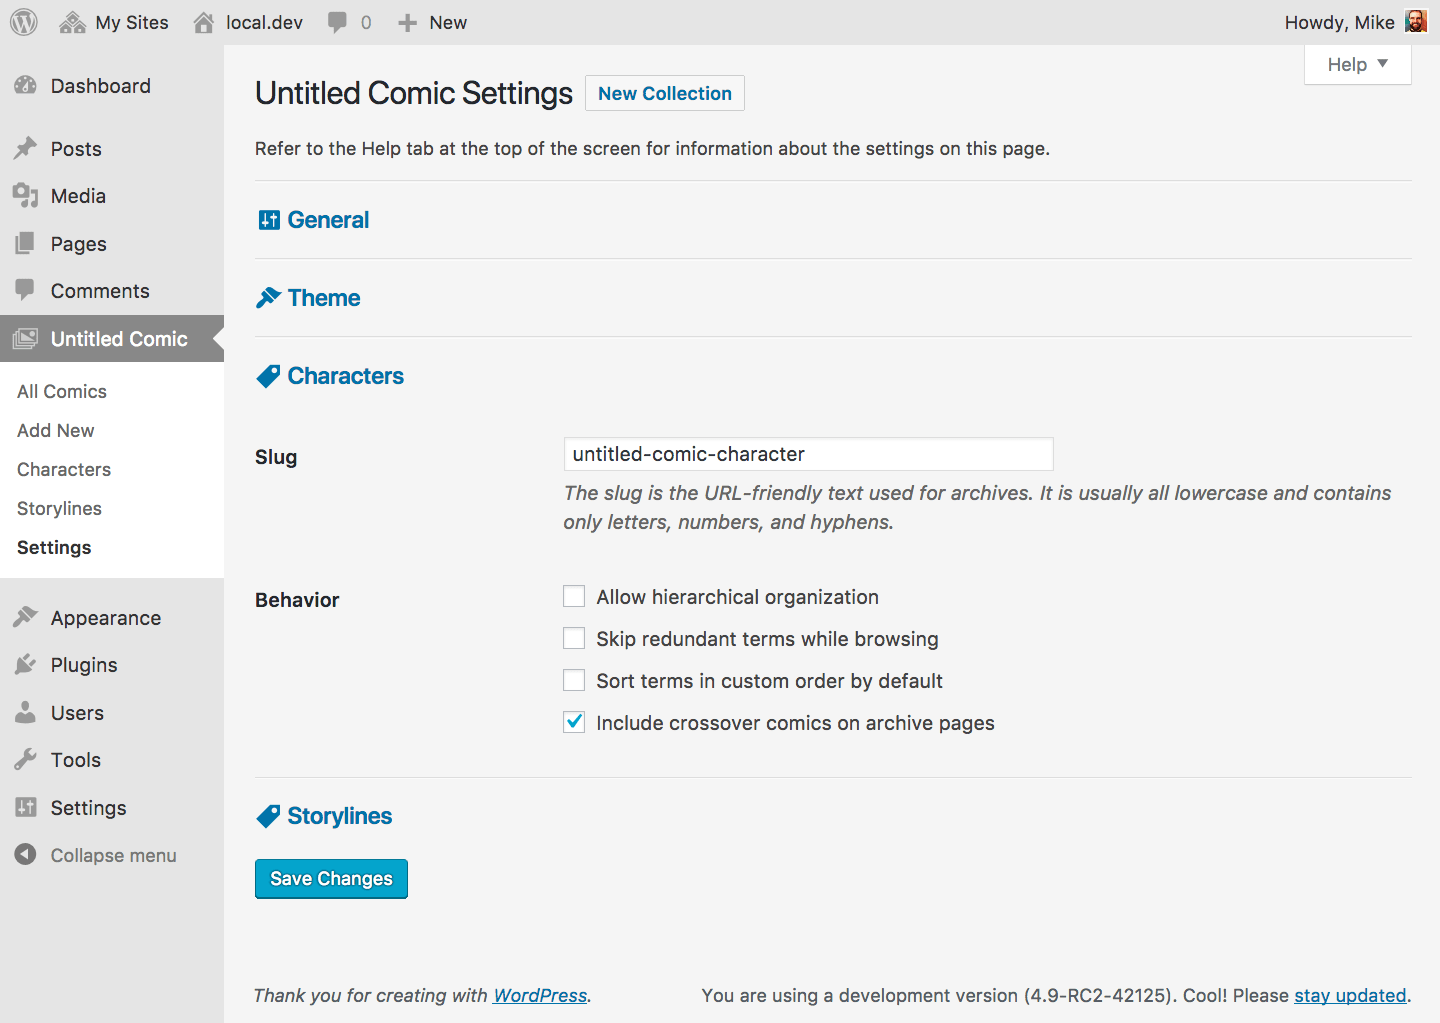 My Sites local.dev 0 New Howdy, Mike
Help
Dashboard
Posts
Media
Pages
Comments
Untitled Comic
All Comics
Add New
Characters
Storylines
Settings
Appearance
Plugins
Users
Tools
Settings
Collapse menu
Untitled Comic Settings New Collection
Refer to the Help tab at the top of the screen for information about the settings on this page.
General
Theme
Characters
Slug untitled-comic-character
The slug is the URL-friendly text used for archives. It is usually all lowercase and contains
only letters, numbers, and hyphens.
Behavior Allow hierarchical organization
Skip redundant terms while browsing
Sort terms in custom order by default
Include crossover comics on archive pages
Storylines
Save Changes
Thank you for creating with WordPress. You are using a development version (4.9-RC2-42125). Cool! Please stay updated.